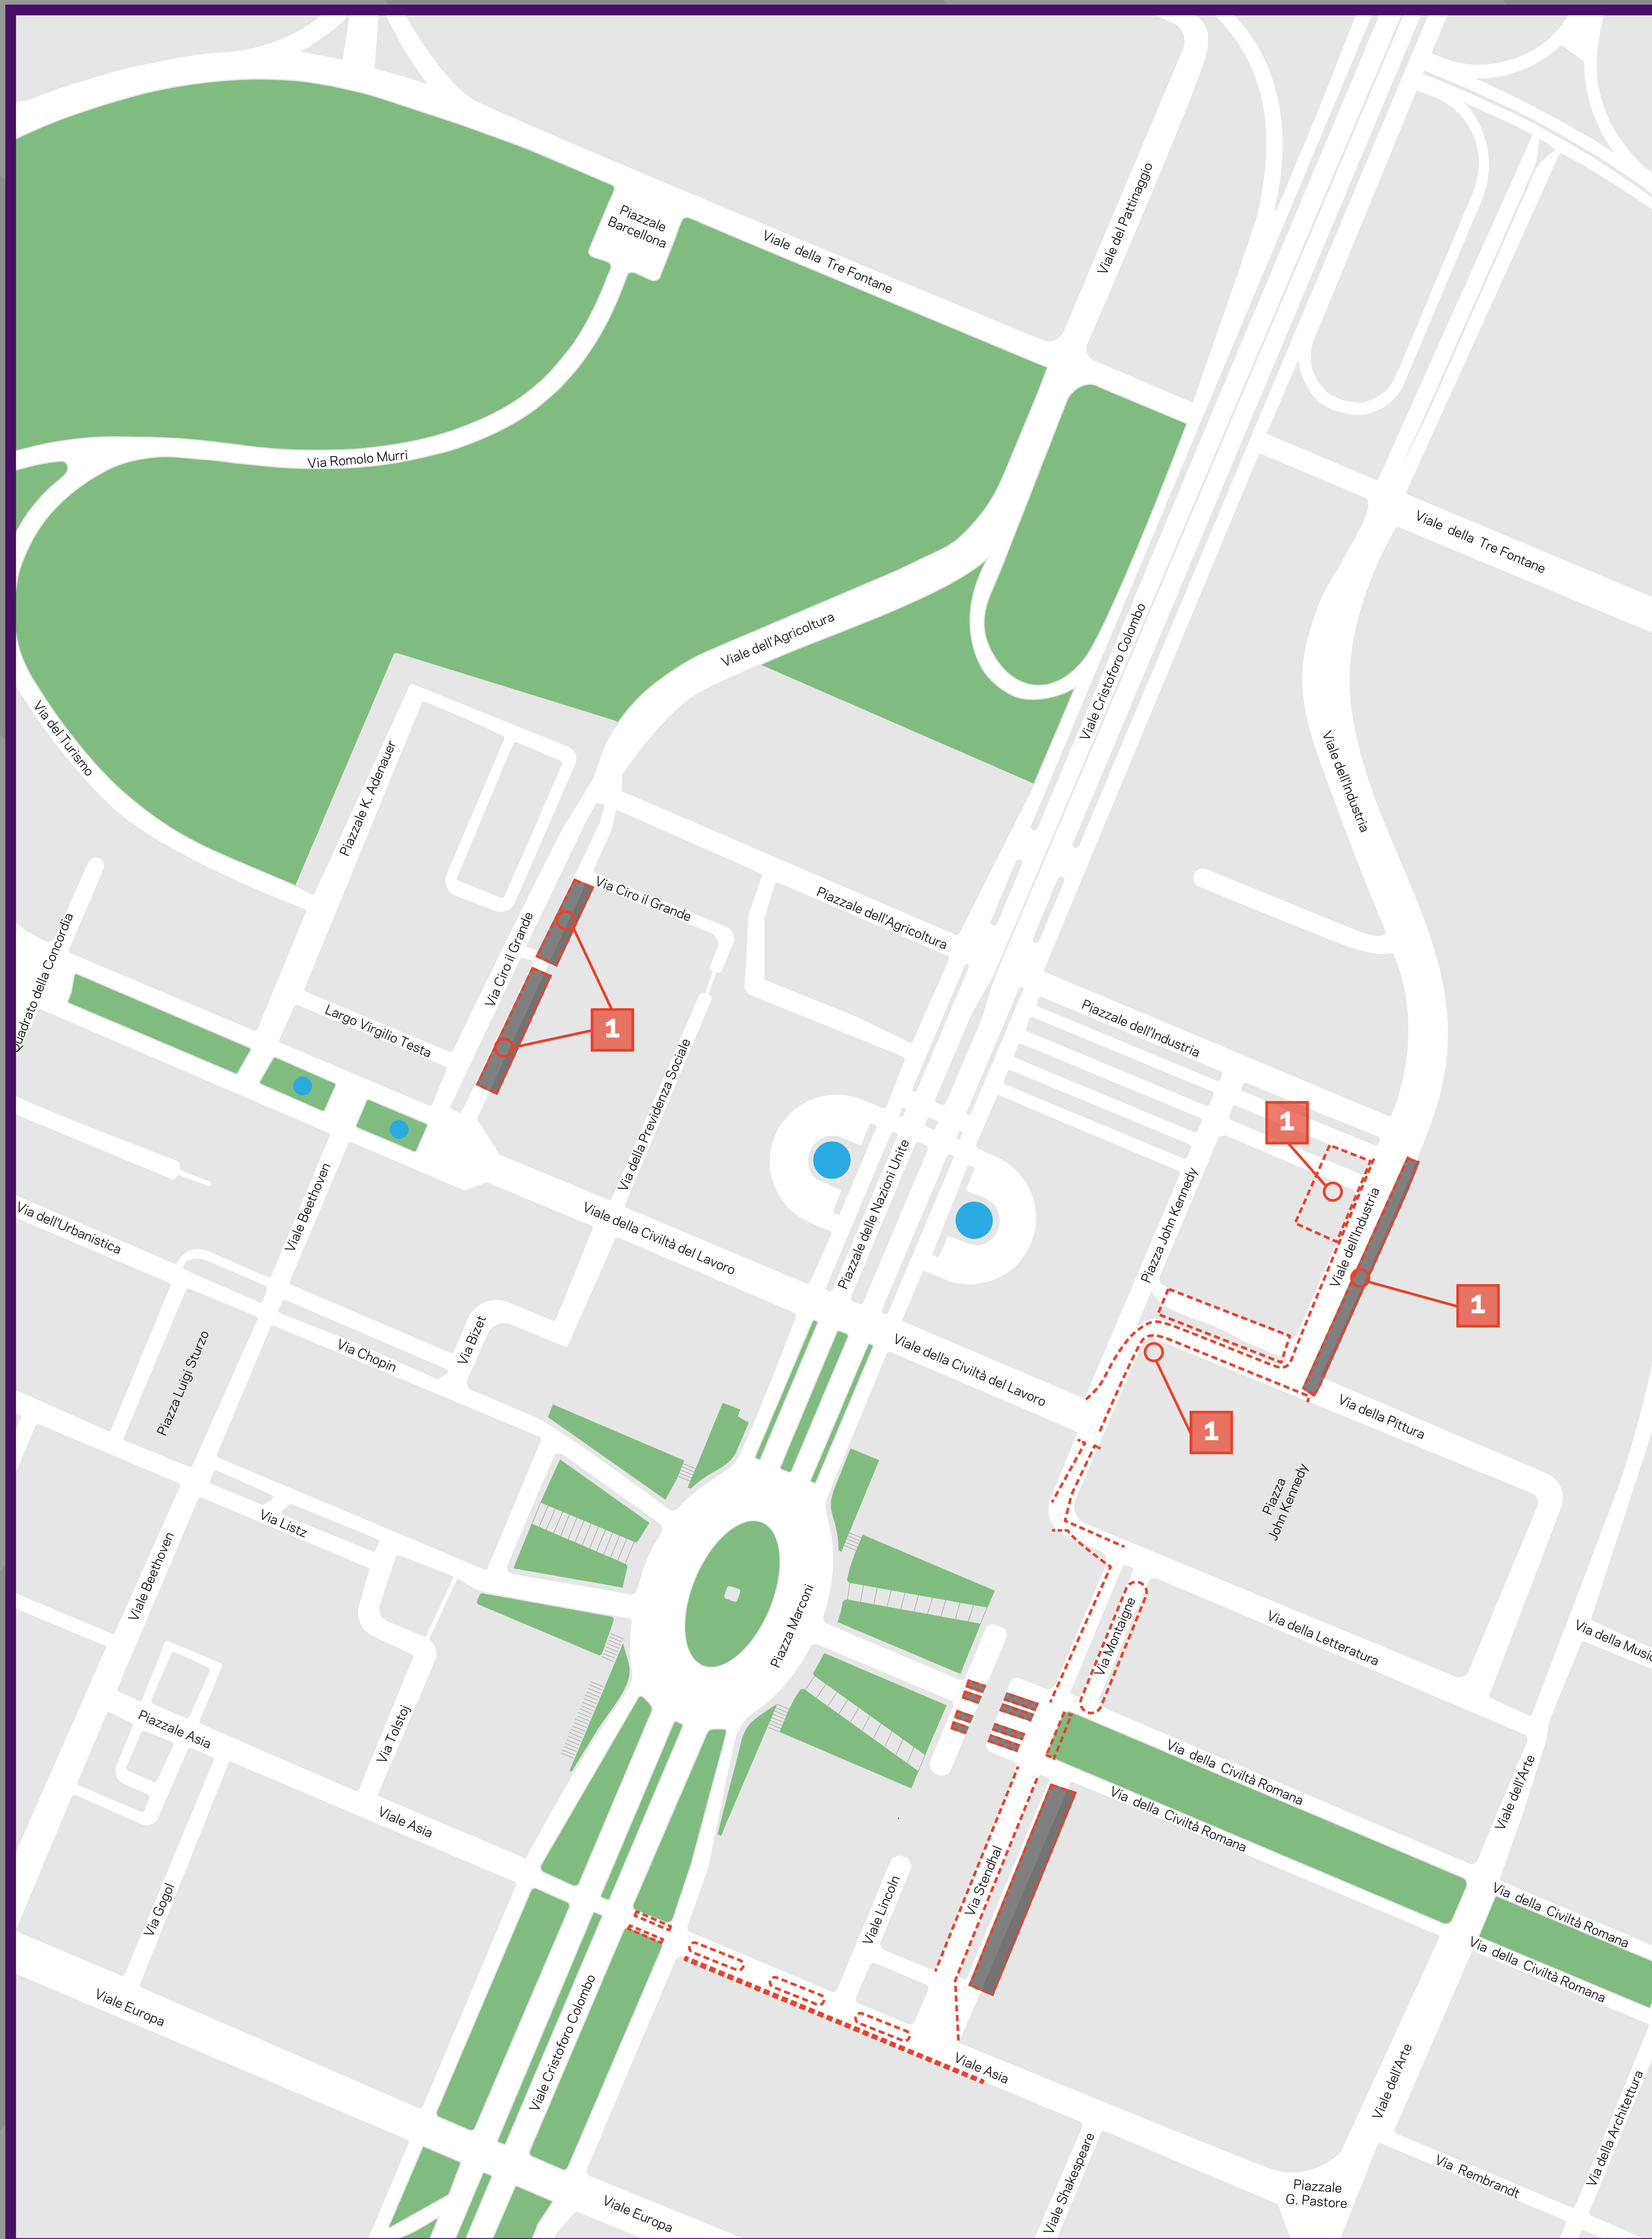 Piazzale
Barcellona
Viale della Tre Fontane
Viale del Pattinaggio
Via Romolo Murri
Viale della Tre Fontane
Viale dell'Agricoltura
Viale Cristoforo Colombo
Via del Turismo
Piazzale K. Adenauer
Viale dell'Industria
Via Ciro il Grande
Via Ciro il Grande
Piazzale dell'Agricoltura
Quadrato della Concordia
Largo Virgilio Testa
1
Piazzale dell'Industria
Via della Previdenza Sociale
1
Viale Beethoven
Via dell'Urbanistica
Viale della Civiltà del Lavoro
Piazzale delle Nazioni Unite
Piazza John Kennedy
Viale dell'Industria
1
Piazza Luigi Sturzo
Via Chopin
Via Bizet
Viale della Civiltà del Lavoro
1
Via della Pittura
Piazza
John Kennedy
Via Listz
Viale Beethoven
Piazza Marconi
Via Montaigne
Via della Letteratura
Via della Musi
Piazzale Asia
Via Tolstoj
Via della Civiltà Romana
Via della Civiltà Romana
Viale dell'Arte
Viale Asia
Via Gogol
Viale Lincoln
Via Stendhal
Via della Civiltà Romana
Via della Civiltà Romana
Viale Europa
Viale Cristoforo Colombo
Viale Asia
Viale dell'Arte
Via della Architettura
Viale Shakespeare
Via Rembrandt
Piazzale
G. Pastore
Viale Europa